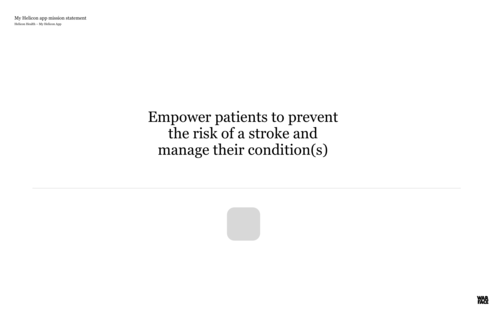 My Helicon app mission statement
Helicon Health – My Helicon App
Empower patients to prevent
the risk of a stroke and
manage their condition(s)
WAR
FACE